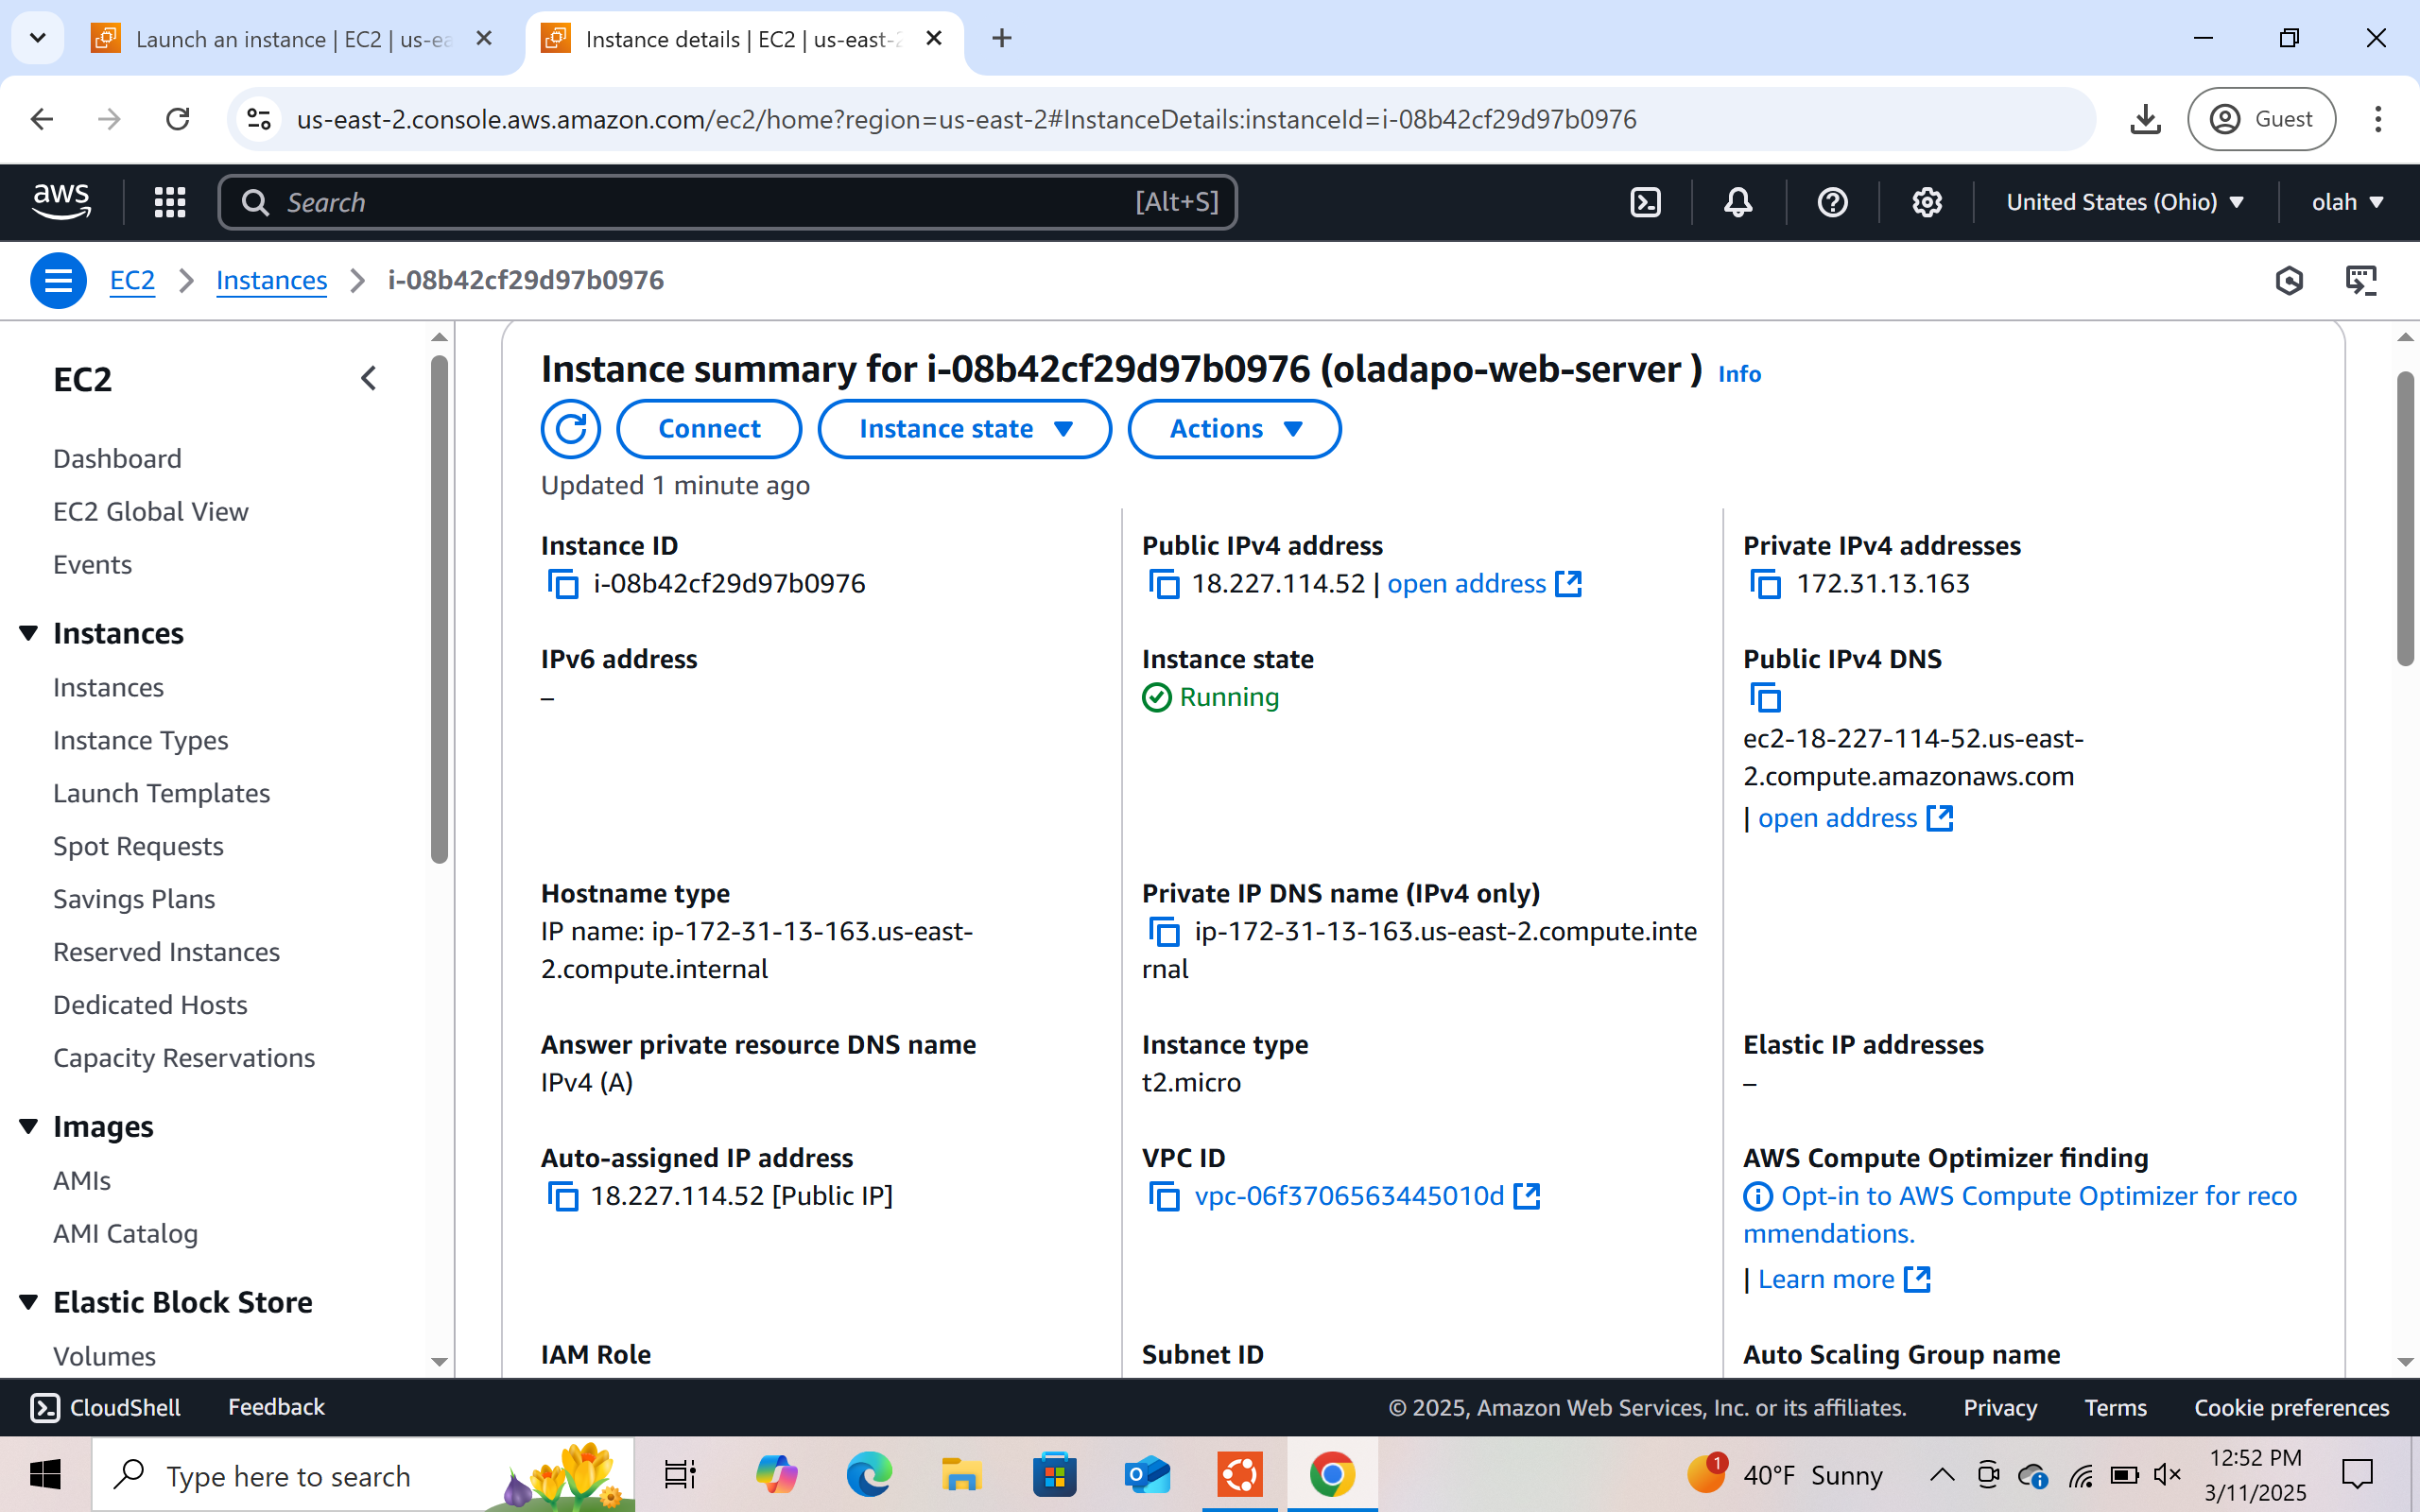 Launch an instance | EC2 | us-ea
Instance details | EC2 | us-east-2
us-east-2.console.aws.amazon.com/ec2/home?region=us-east-2#InstanceDetails:instanceId=i-08b42cf29d97b0976
Guest
aws
Search
[Alt+S]
United States (Ohio)
olah
EC2
Instances
i-08b42cf29d97b0976
EC2
Dashboard
EC2 Global View
Events
Instances
Instances
Instance Types
Launch Templates
Spot Requests
Savings Plans
Reserved Instances
Dedicated Hosts
Capacity Reservations
Images
AMIs
AMI Catalog
Elastic Block Store
Volumes
Instance summary for i-08b42cf29d97b0976 (oladapo-web-server ) Info
Connect
Instance state
Actions
Updated 1 minute ago
Instance ID
i-08b42cf29d97b0976
Public IPv4 address
18.227.114.52 | open address
Private IPv4 addresses
172.31.13.163
IPv6 address
–
Instance state
Running
Public IPv4 DNS
ec2-18-227-114-52.us-east-
2.compute.amazonaws.com
| open address
Hostname type
IP name: ip-172-31-13-163.us-east-
2.compute.internal
Private IP DNS name (IPv4 only)
ip-172-31-13-163.us-east-2.compute.inte
rnal
Answer private resource DNS name
IPv4 (A)
Instance type
t2.micro
Elastic IP addresses
–
Auto-assigned IP address
18.227.114.52 [Public IP]
VPC ID
vpc-06f3706563445010d
AWS Compute Optimizer finding
Opt-in to AWS Compute Optimizer for reco
mmendations.
| Learn more
IAM Role
Subnet ID
Auto Scaling Group name
CloudShell
Feedback
© 2025, Amazon Web Services, Inc. or its affiliates.
Privacy
Terms
Cookie preferences
Type here to search
1
40°F Sunny
12:52 PM
3/11/2025